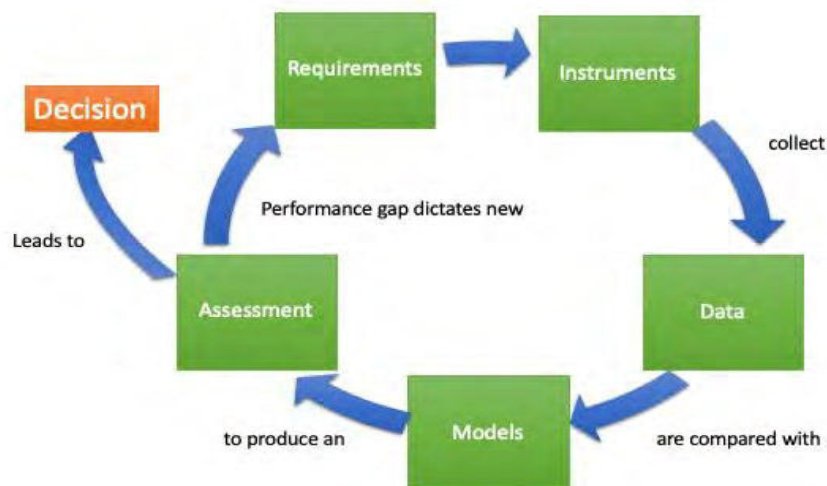 Requirements
Instruments
Decision
collect
Performance gap dictates new
Leads to
Assessment
Data
Models
to produce an
are compared with